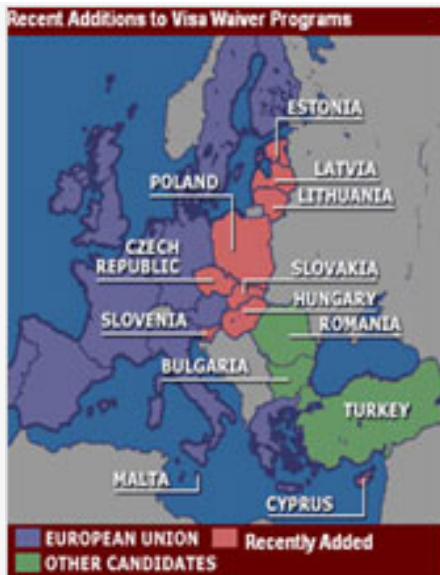 Recent Additions to Visa Waiver Programs
ESTONIA
LATVIA
POLAND
LITHUANIA
CZECH
REPUBLIC
SLOVAKIA
HUNGARY
SLOVENIA
ROMANIA
BULGARIA
TURKEY
MALTA
CYPRUS
EUROPEAN UNION
Recently Added
OTHER CANDIDATES